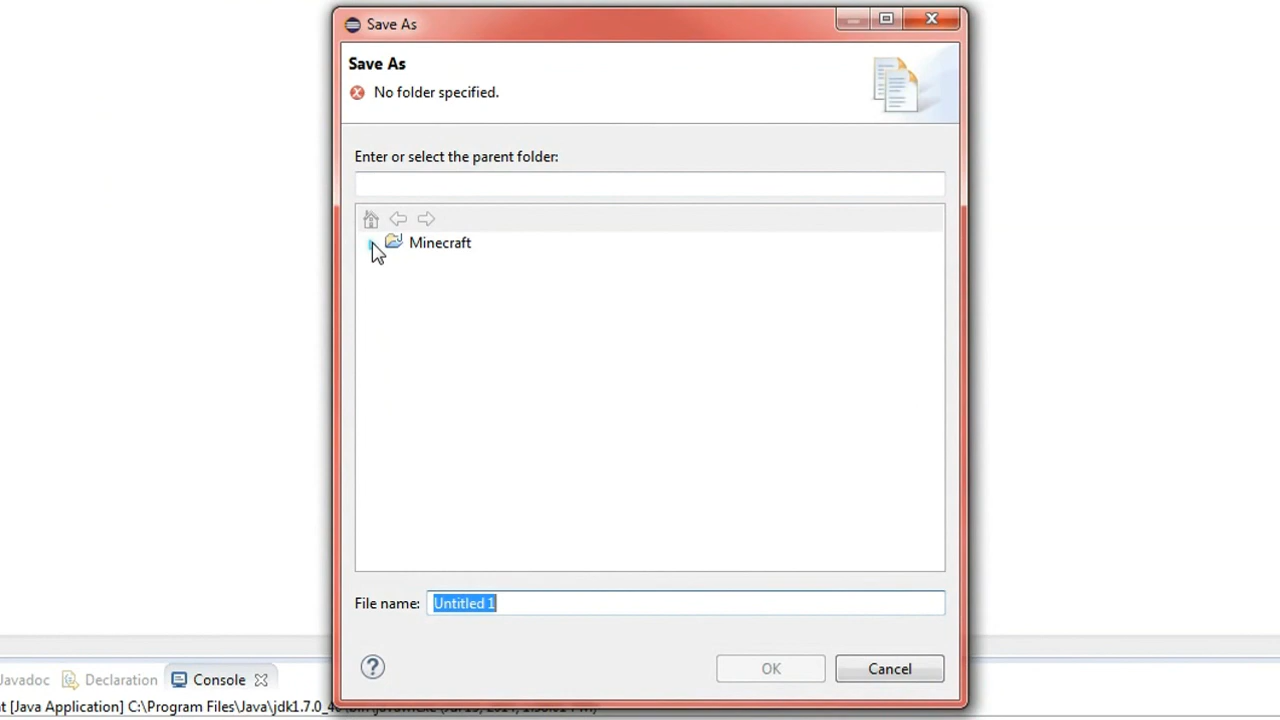 Save As
Save As
No folder specified.
Enter or select the parent folder:
Minecraft
File name: Untitled 1
OK Cancel
Javadoc Declaration Console
t [Java Application] C:\Program Files\Java\jdk1.7.0_4